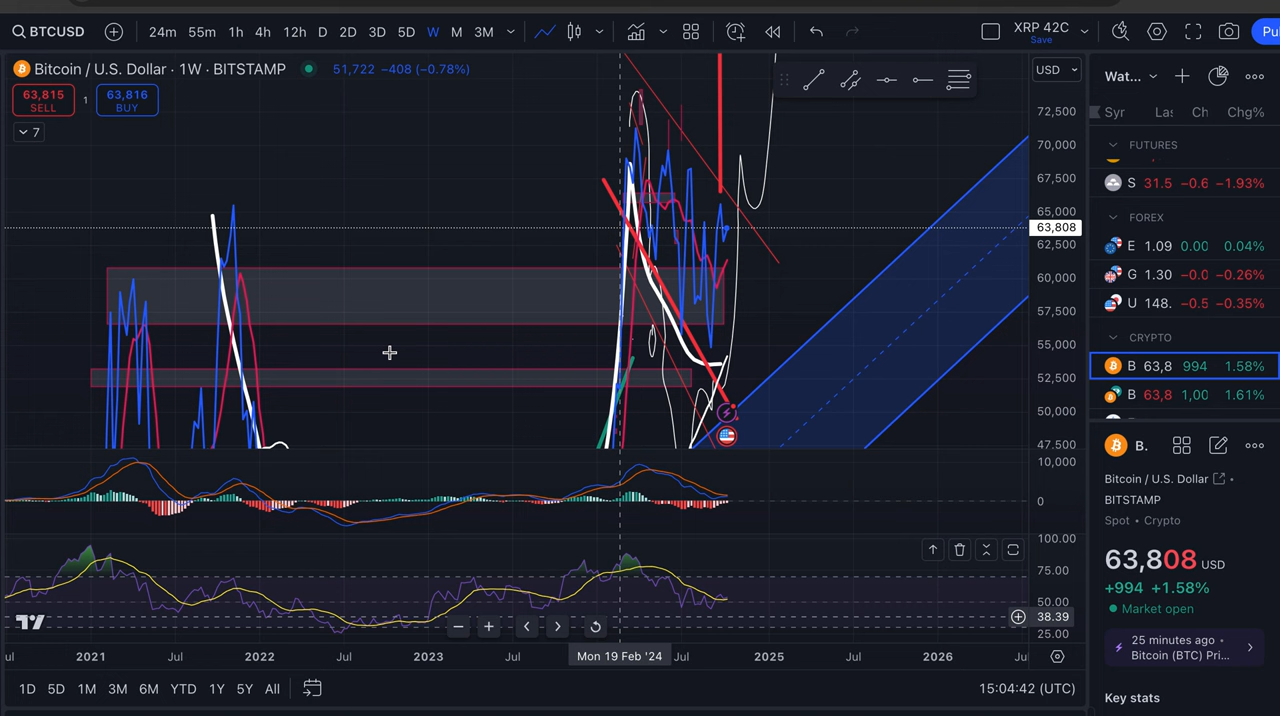 BTCUSD 24m 55m 1h 4h 12h D 2D 3D 5D W M 3M XRP 42C Save Pu
Bitcoin / U.S. Dollar · 1W · BITSTAMP 51,722 −408 (−0.78%) USD Wat...
63,815 SELL 1 63,816 BUY
7
Syr Las Ch Chg%
72,500
FUTURES
70,000
S 31.5 −0.6 −1.93%
67,500
FOREX
65,000
63,808
E 1.09 0.00 0.04%
62,500
G 1.30 −0.0 −0.26%
60,000
U 148. −0.5 −0.35%
57,500
CRYPTO
55,000
B 63,8 994 1.58%
52,500
B 63,8 1,00 1.61%
50,000
47,500
B.
10,000
Bitcoin / U.S. Dollar
0
BITSTAMP
Spot • Crypto
100.00
75.00
63,808 USD
50.00
+994 +1.58%
38.39
Market open
25.00
25 minutes ago •
Bitcoin (BTC) Pri...
ul 2021 Jul 2022 Jul 2023 Jul Mon 19 Feb '24 Jul 2025 Jul 2026 Ju
1D 5D 1M 3M 6M YTD 1Y 5Y All 15:04:42 (UTC)
Key stats